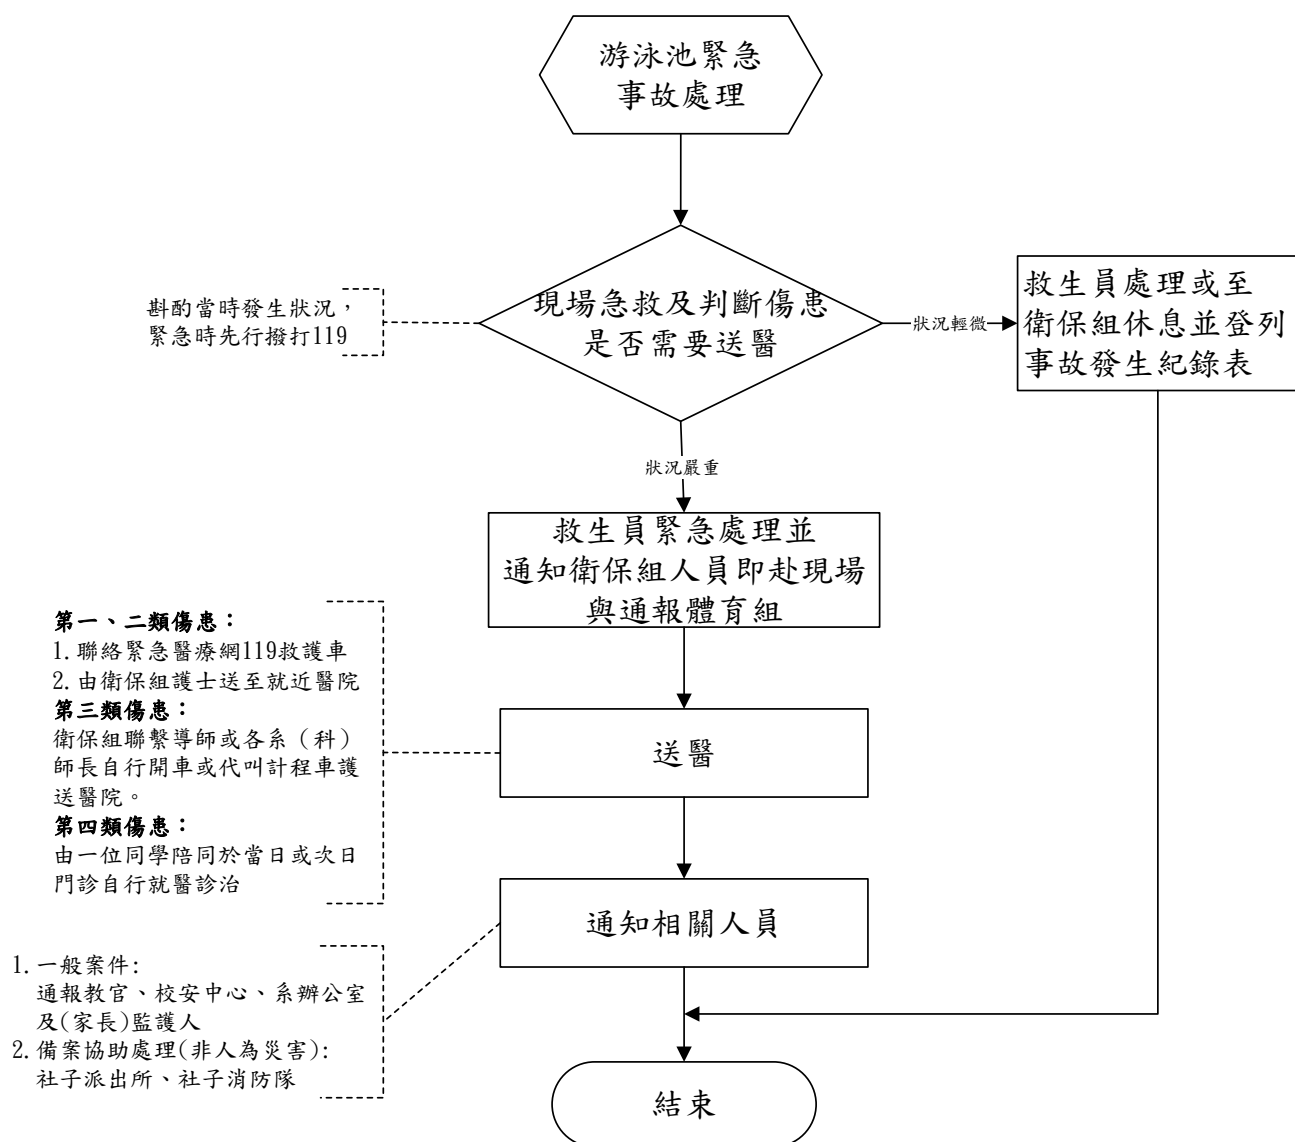 游泳池緊急
事故處理
現場急救及判斷傷患
是否需要送醫
斟酌當時發生狀況，
緊急時先行撥打119
狀況輕微
救生員處理或至
衛保組休息並登列
事故發生紀錄表
狀況嚴重
救生員緊急處理並
通知衛保組人員即赴現場
與通報體育組
第一、二類傷患：
1.聯絡緊急醫療網119救護車
2.由衛保組護士送至就近醫院
第三類傷患：
衛保組聯繫導師或各系（科）
師長自行開車或代叫計程車護
送醫院。
第四類傷患：
由一位同學陪同於當日或次日
門診自行就醫診治
送醫
通知相關人員
1.一般案件:
通報教官、校安中心、系辦公室
及(家長)監護人
2.備案協助處理(非人為災害):
社子派出所、社子消防隊
結束